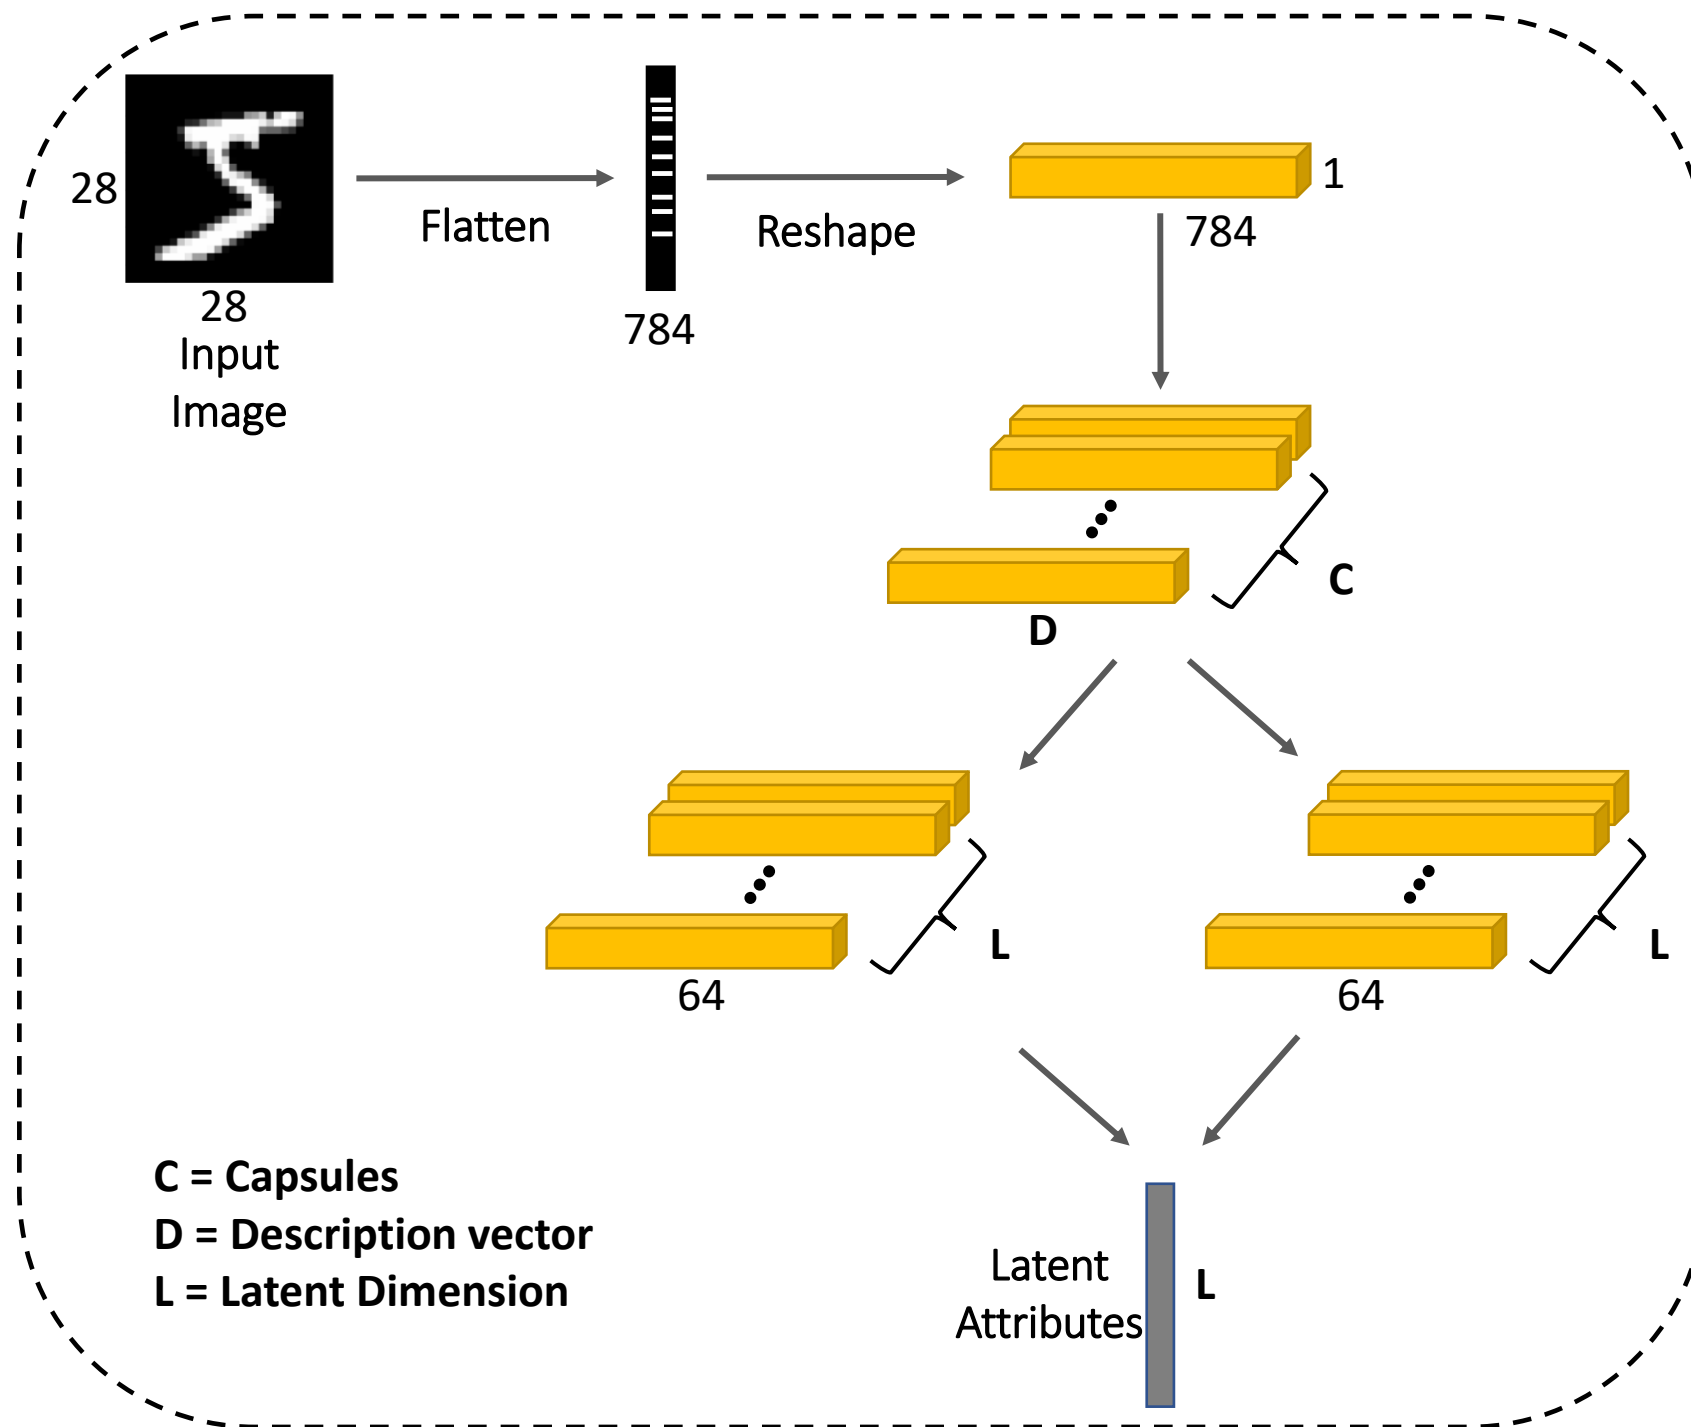 28
28
Input
Image
Flatten
784
Reshape
1
784
C
D
L
64
L
64
C = Capsules
D = Description vector
L = Latent Dimension
Latent
Attributes
L